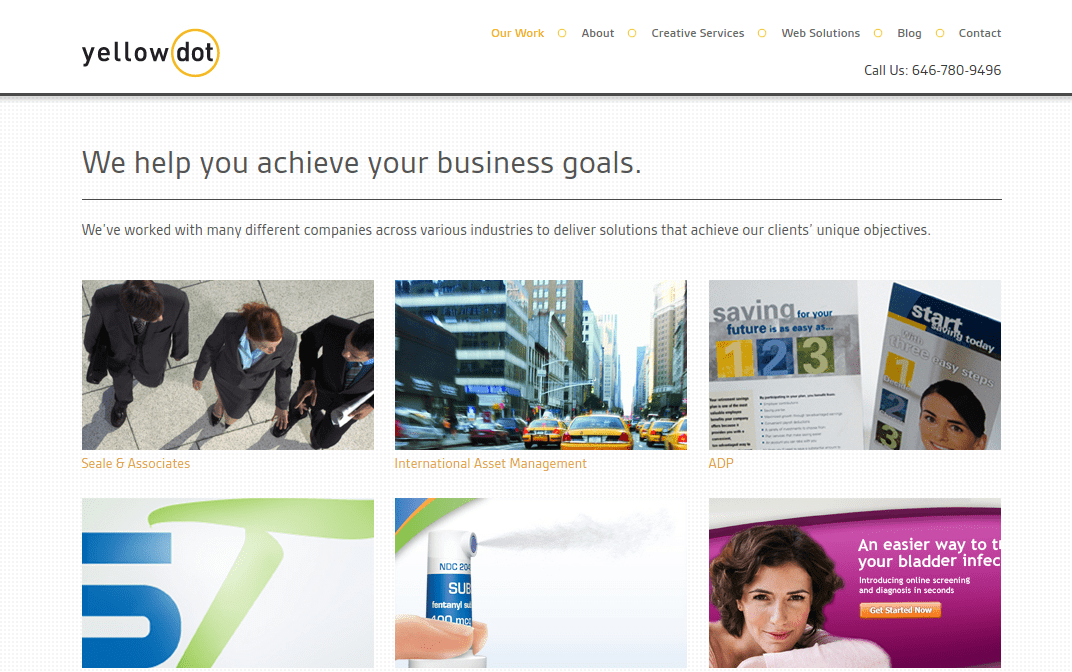 yellow dot
Our Work
About
Creative Services
Web Solutions
Blog
Contact
Call Us: 646-780-9496
We help you achieve your business goals.
We've worked with many different companies across various industries to deliver solutions that achieve our clients' unique objectives.
saving for your
future is as easy as...
1 2 3
start
saving today
with
three easy steps
1
2
3
Seale & Associates
International Asset Management
ADP
ST
NDC 204
SUB
fentanyl su
400 mcg
An easier way to t
your bladder infec
Introducing online screening
and diagnosis in seconds
Get Started Now